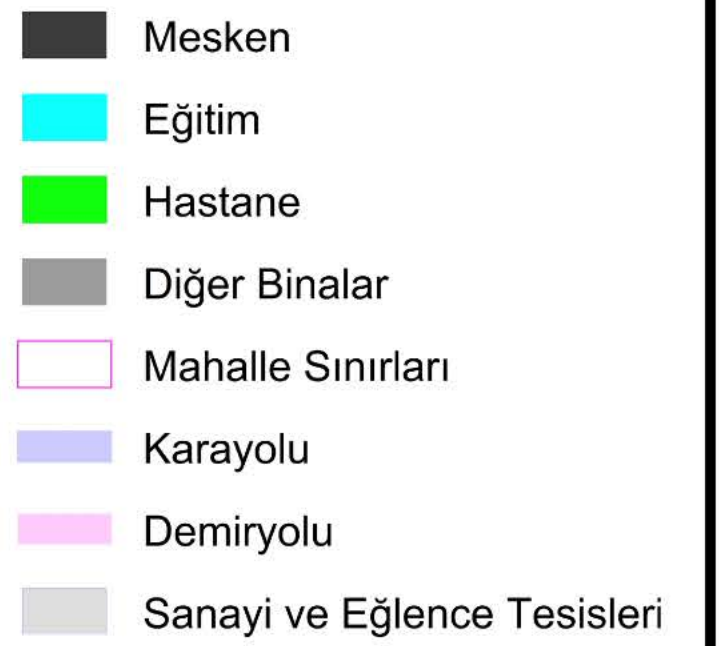 Mesken
Eğitim
Hastane
Diğer Binalar
Mahalle Sınırları
Karayolu
Demiryolu
Sanayi ve Eğlence Tesisleri